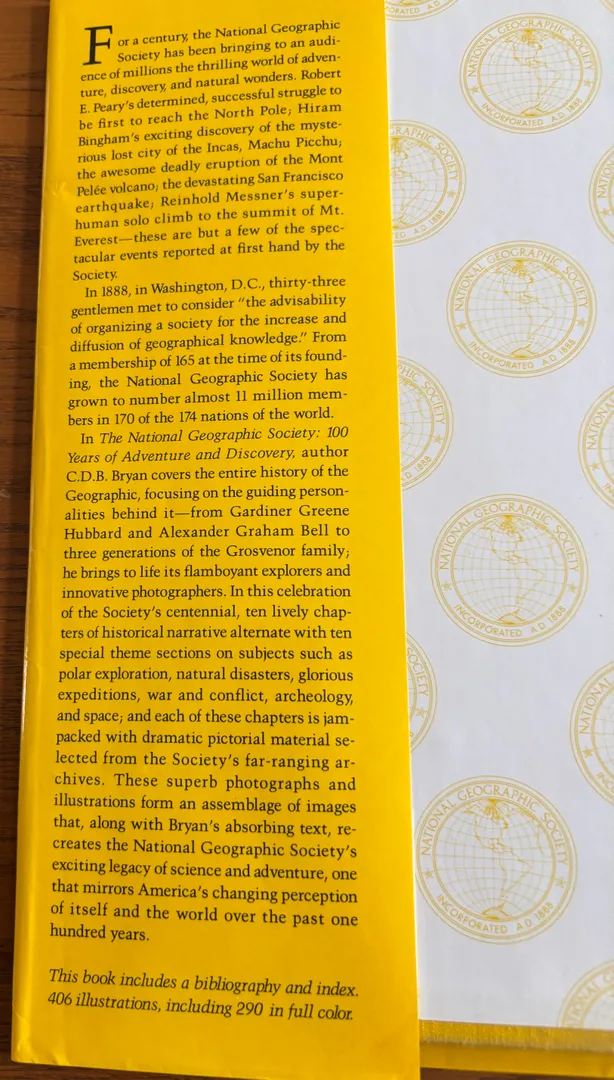 For a century, the National Geographic
Society has been bringing to an audi-
ence of millions the thrilling world of adven-
ture, discovery, and natural wonders. Robert
E. Peary's determined, successful struggle to
be first to reach the North Pole; Hiram
Bingham's exciting discovery of the myste-
rious lost city of the Incas, Machu Picchu;
the awesome deadly eruption of the Mont
Pelée volcano; the devastating San Francisco
earthquake; Reinhold Messner's super-
human solo climb to the summit of Mt.
Everest—these are but a few of the spec-
tacular events reported at first hand by the
Society.
In 1888, in Washington, D.C., thirty-three
gentlemen met to consider "the advisability
of organizing a society for the increase and
diffusion of geographical knowledge." From
a membership of 165 at the time of its found-
ing, the National Geographic Society has
grown to number almost 11 million mem-
bers in 170 of the 174 nations of the world.
In The National Geographic Society: 100
Years of Adventure and Discovery, author
C.D.B. Bryan covers the entire history of the
Geographic, focusing on the guiding person-
alities behind it—from Gardiner Greene
Hubbard and Alexander Graham Bell to
three generations of the Grosvenor family;
he brings to life its flamboyant explorers and
innovative photographers. In this celebration
of the Society's centennial, ten lively chap-
ters of historical narrative alternate with ten
special theme sections on subjects such as
polar exploration, natural disasters, glorious
expeditions, war and conflict, archeology,
and space; and each of these chapters is jam-
packed with dramatic pictorial material se-
lected from the Society's far-ranging ar-
chives. These superb photographs and
illustrations form an assemblage of images
that, along with Bryan's absorbing text, re-
creates the National Geographic Society's
exciting legacy of science and adventure, one
that mirrors America's changing perception
of itself and the world over the past one
hundred years.
This book includes a bibliography and index.
406 illustrations, including 290 in full color.
NATIONAL GEOGRAPHIC SOCIETY
INCORPORATED A.D. 1888
NATIONAL GEOGRAPHIC SOCIETY
INCORPORATED A.D. 1888
NATIONAL GEOGRAPHIC SOCIETY
INCORPORATED A.D. 1888
NATIONAL GEOGRAPHIC SOCIETY
INCORPORATED A.D. 1888